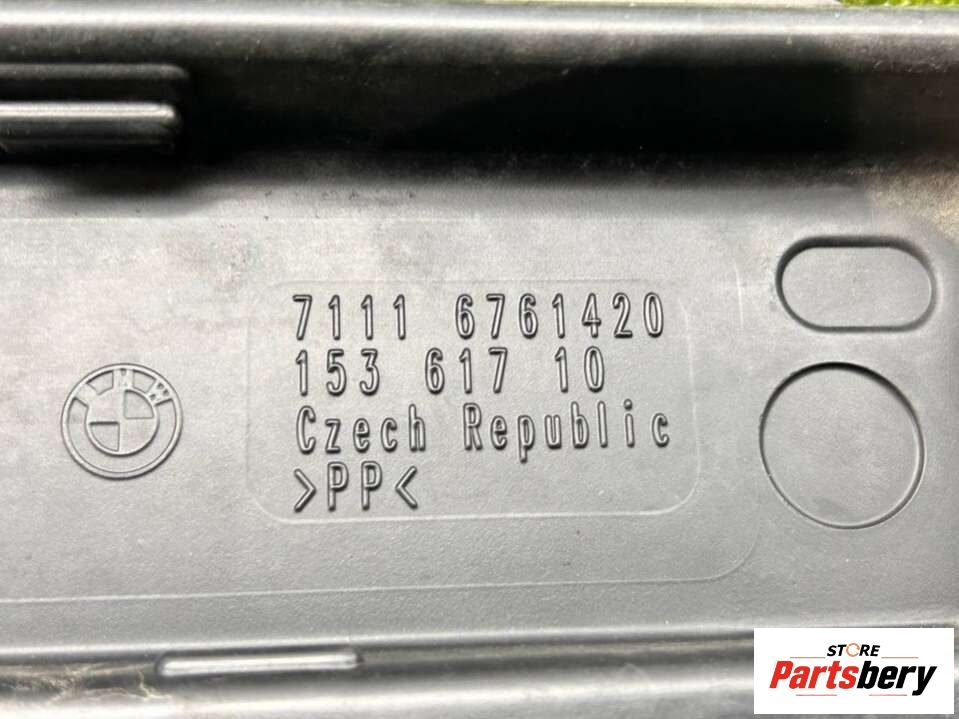 7111 6761420
153 617 10
Czech Republic
>PP<
BMW
STORE
Partsbery